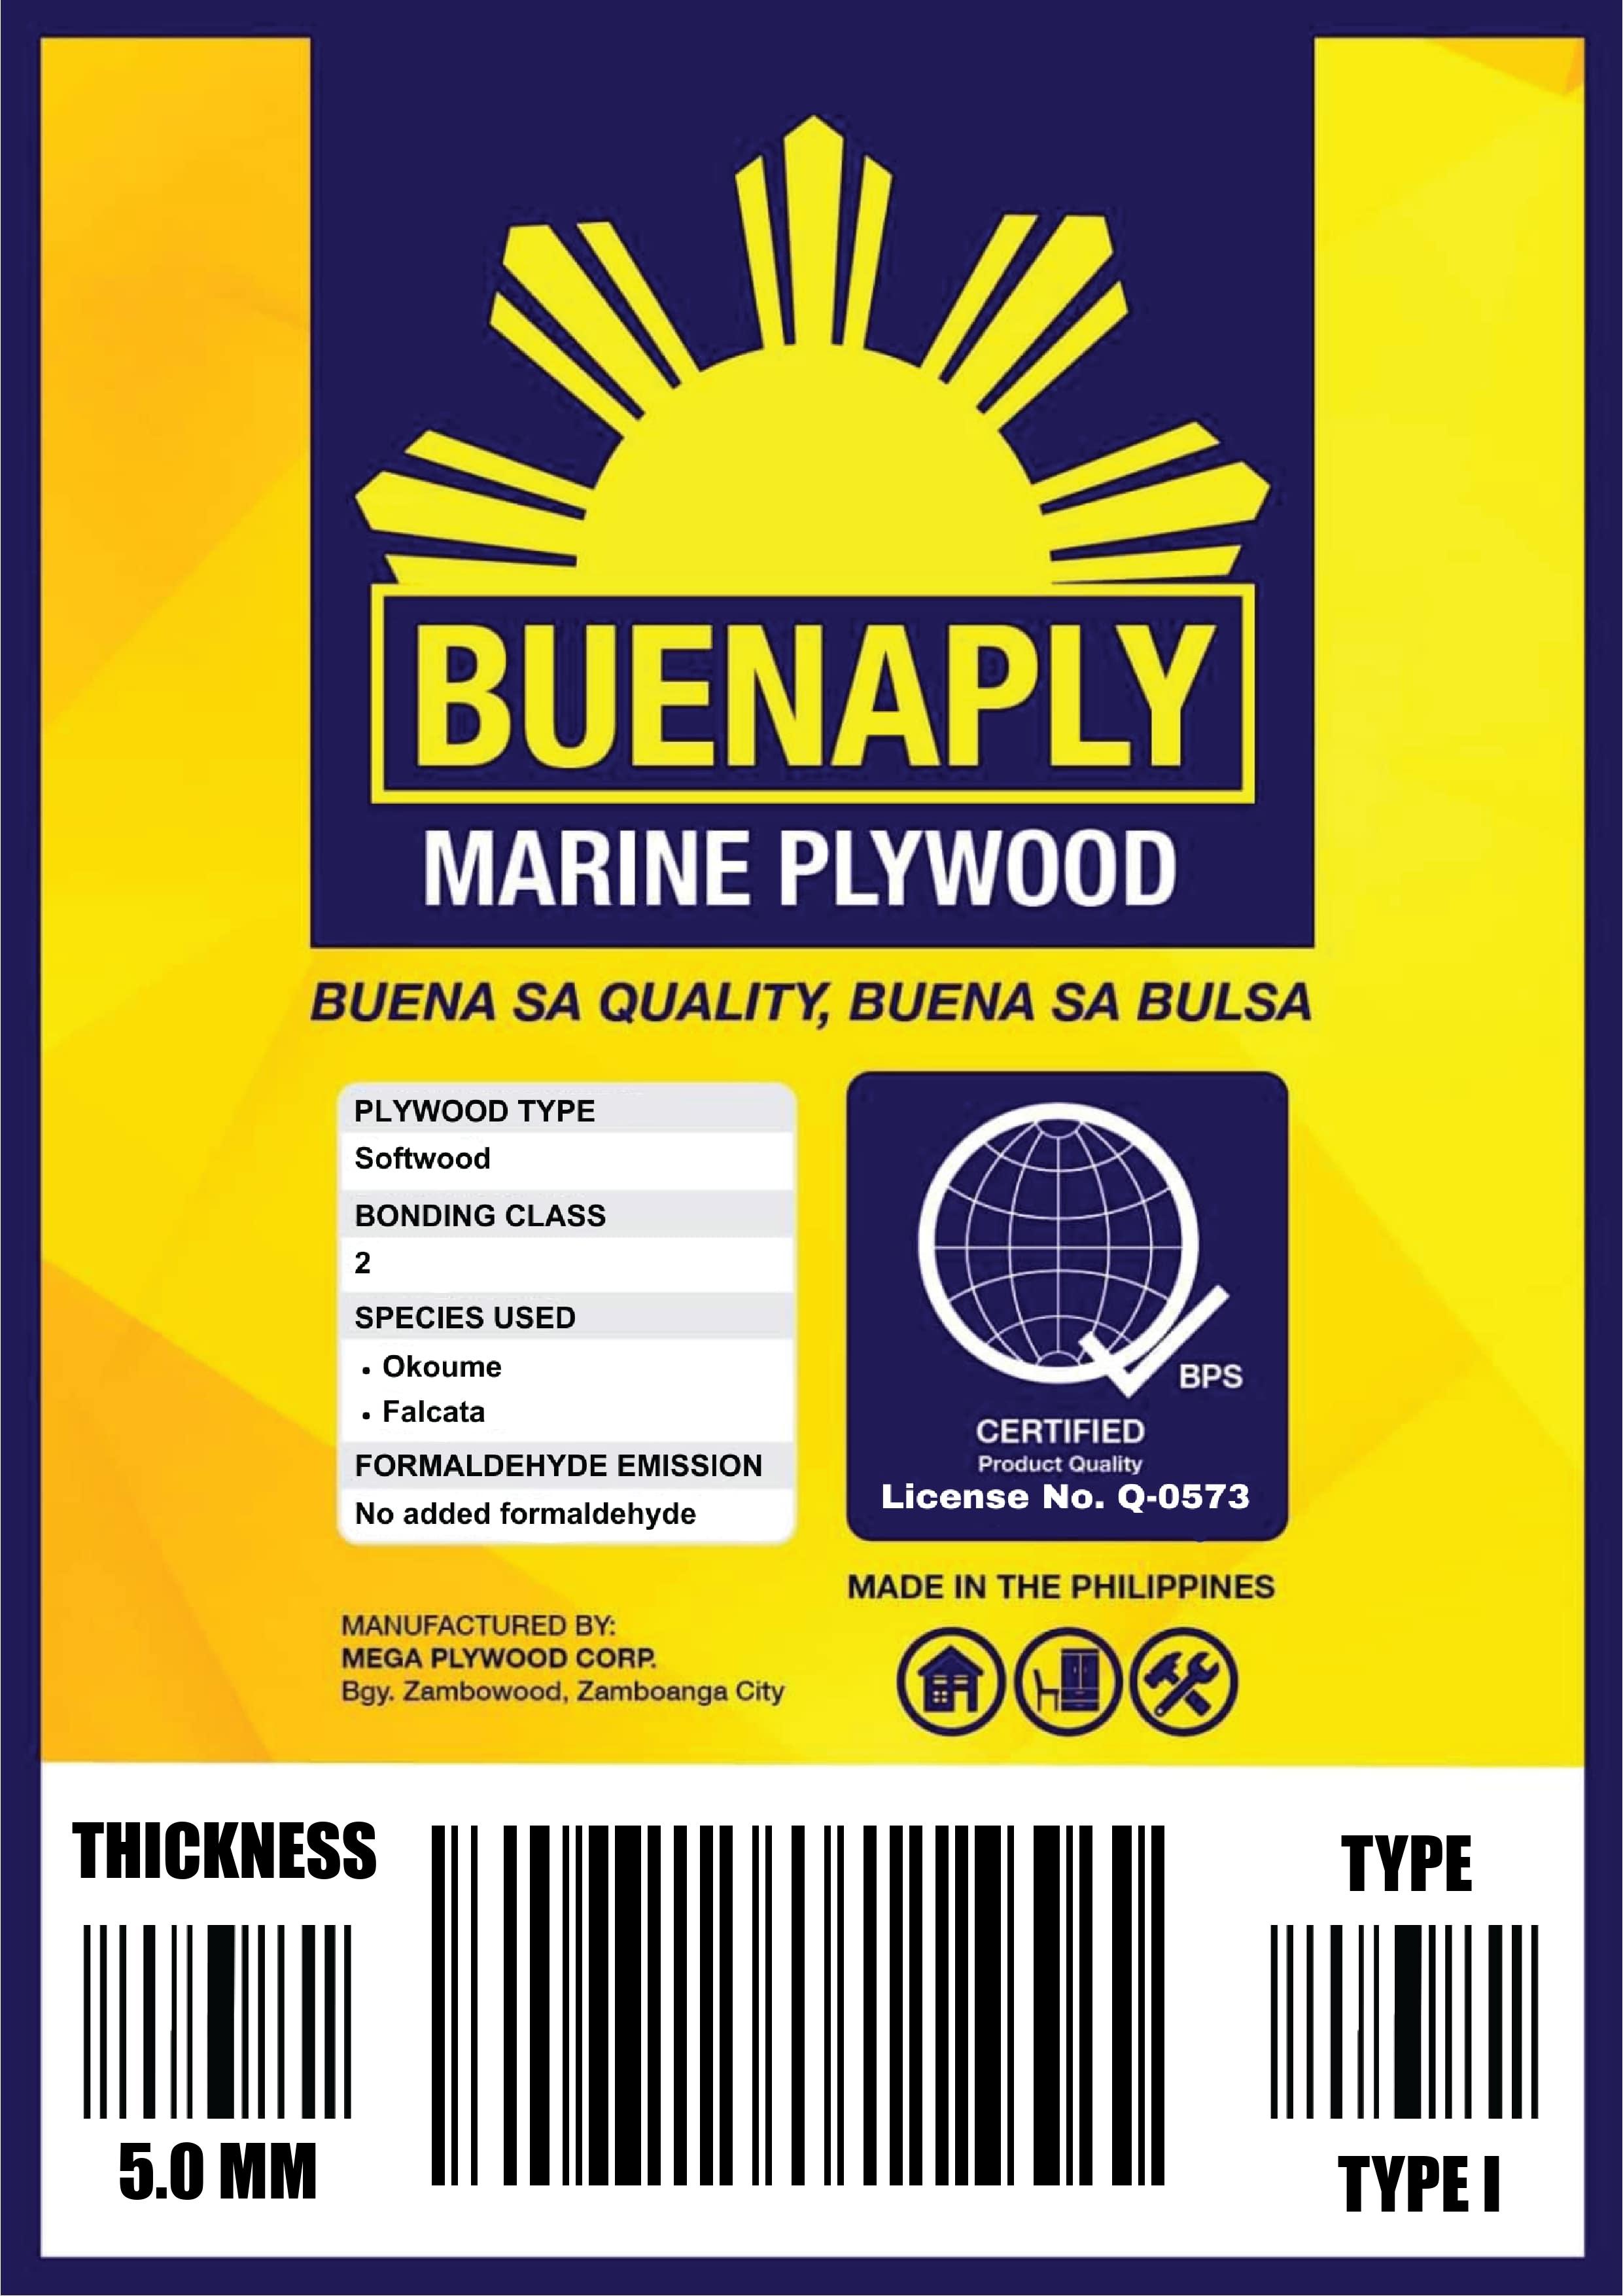 BUENAPLY
MARINE PLYWOOD
BUENA SA QUALITY, BUENA SA BULSA
PLYWOOD TYPE
Softwood
BONDING CLASS
2
SPECIES USED
• Okoume
• Falcata
FORMALDEHYDE EMISSION
No added formaldehyde
BPS
CERTIFIED
Product Quality
License No. Q-0573
MADE IN THE PHILIPPINES
MANUFACTURED BY:
MEGA PLYWOOD CORP.
Bgy. Zambowood, Zamboanga City
THICKNESS
5.0 MM
TYPE
TYPE I